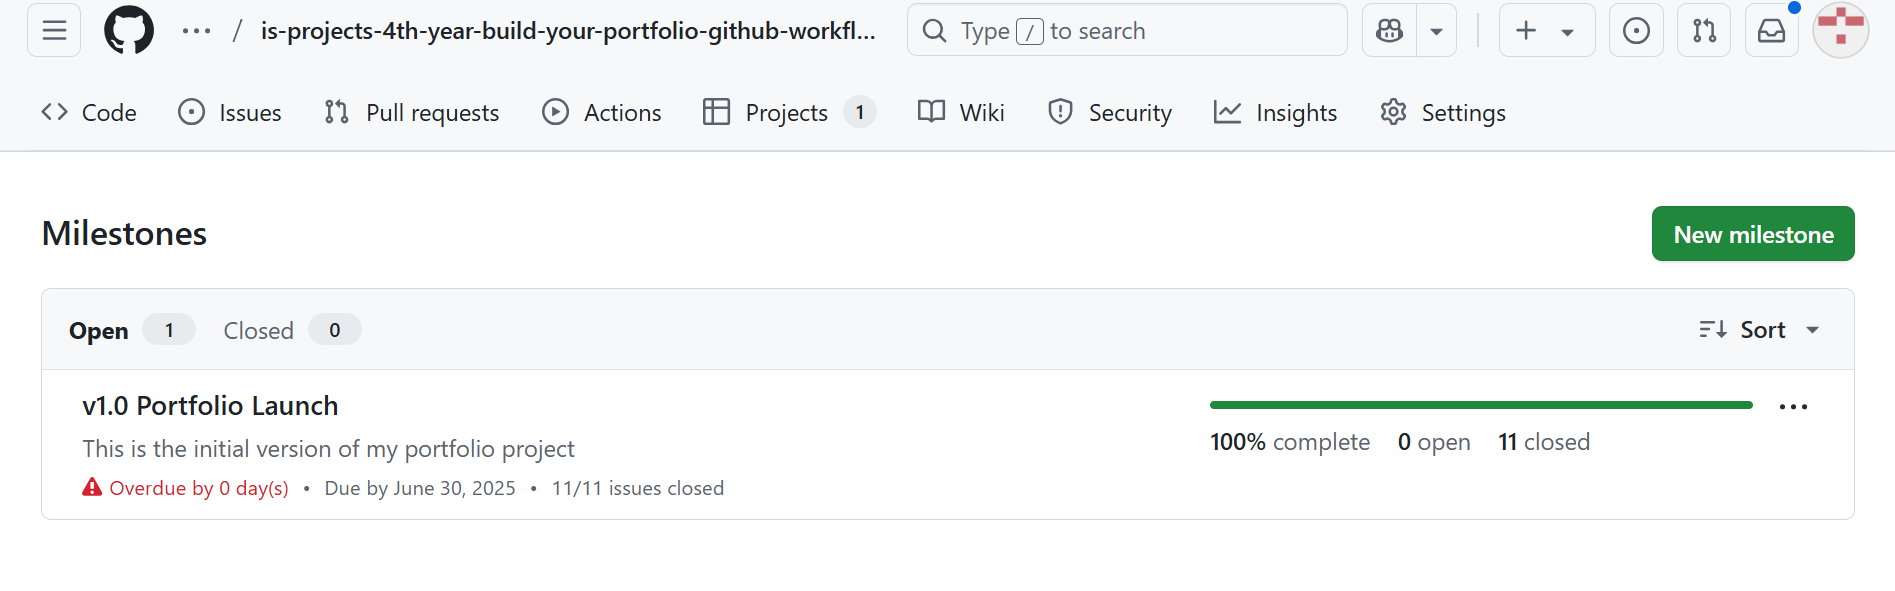 / is-projects-4th-year-build-your-portfolio-github-workfl... Type / to search
Code Issues Pull requests Actions Projects 1 Wiki Security Insights Settings
Milestones
New milestone
Open 1 Closed 0 Sort
v1.0 Portfolio Launch
This is the initial version of my portfolio project
100% complete 0 open 11 closed
Overdue by 0 day(s) • Due by June 30, 2025 • 11/11 issues closed